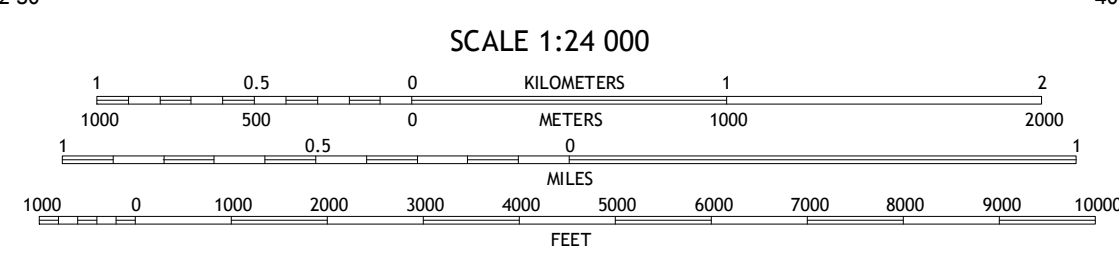 SCALE 1:24 000
1 0.5 0 KILOMETERS 1 2
1000 500 0 METERS 1000 2000
1 0.5 0 1
MILES
1000 0 1000 2000 3000 4000 5000 6000 7000 8000 9000 10000
FEET